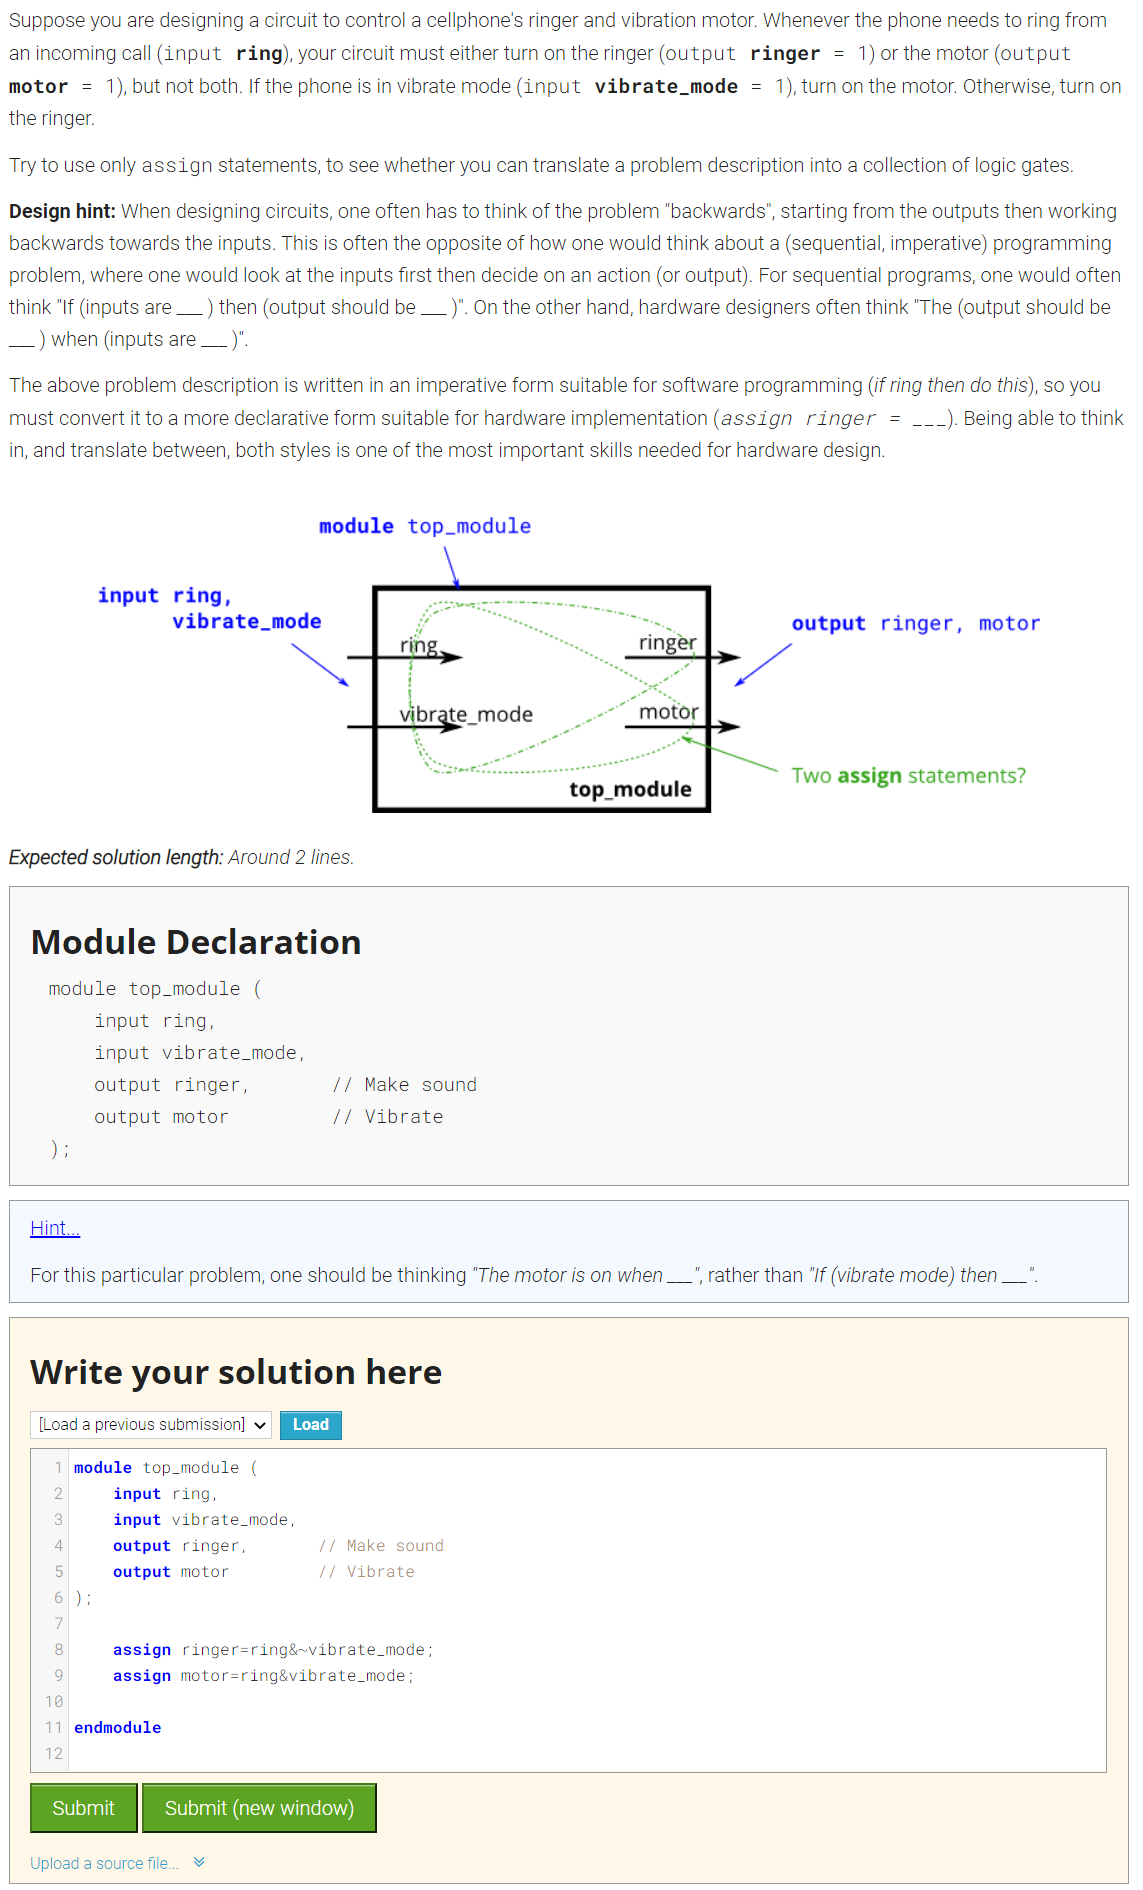 Suppose you are designing a circuit to control a cellphone's ringer and vibration motor. Whenever the phone needs to ring from
an incoming call (input ring), your circuit must either turn on the ringer (output ringer = 1) or the motor (output
motor = 1), but not both. If the phone is in vibrate mode (input vibrate_mode = 1), turn on the motor. Otherwise, turn on
the ringer.
Try to use only assign statements, to see whether you can translate a problem description into a collection of logic gates.
Design hint: When designing circuits, one often has to think of the problem "backwards", starting from the outputs then working
backwards towards the inputs. This is often the opposite of how one would think about a (sequential, imperative) programming
problem, where one would look at the inputs first then decide on an action (or output). For sequential programs, one would often
think "If (inputs are ___ ) then (output should be ___ )". On the other hand, hardware designers often think "The (output should be
___ ) when (inputs are ___ )".
The above problem description is written in an imperative form suitable for software programming (if ring then do this), so you
must convert it to a more declarative form suitable for hardware implementation (assign ringer = ___). Being able to think
in, and translate between, both styles is one of the most important skills needed for hardware design.
module top_module
input ring,
vibrate_mode
output ringer, motor
ring
ringer
vibrate_mode
motor
Two assign statements?
top_module
Expected solution length: Around 2 lines.
Module Declaration
module top_module (
input ring,
input vibrate_mode,
output ringer, // Make sound
output motor // Vibrate
);
Hint...
For this particular problem, one should be thinking "The motor is on when ___", rather than "If (vibrate mode) then ___".
Write your solution here
[Load a previous submission] Load
1 module top_module (
2 input ring,
3 input vibrate_mode,
4 output ringer, // Make sound
5 output motor // Vibrate
6 );
7
8 assign ringer=ring&~vibrate_mode;
9 assign motor=ring&vibrate_mode;
10
11 endmodule
12
Submit Submit (new window)
Upload a source file...